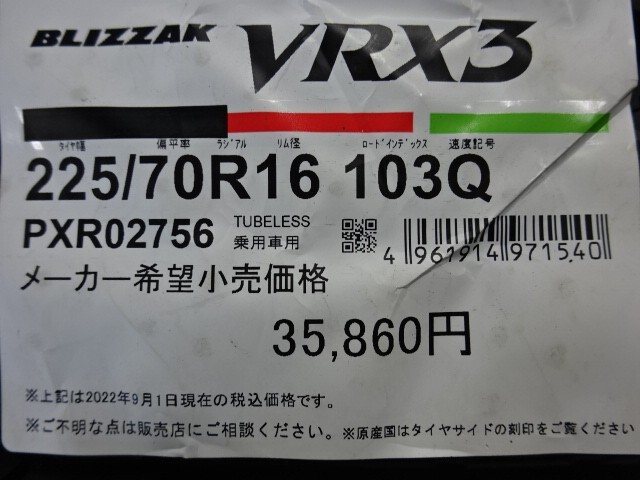 BLIZZAK VRX3
タイヤ幅 偏平率 ラジアル リム径 ロードインデックス 速度記号
225/70R16 103Q
PXR02756 TUBELESS 乗用車用
4 961914 971540
メーカー希望小売価格
35,860円
※上記は2022年9月1日現在の税込価格です。
※ご不明な点は販売店にご相談ください。※原産国はタイヤサイドの刻印をご覧ください